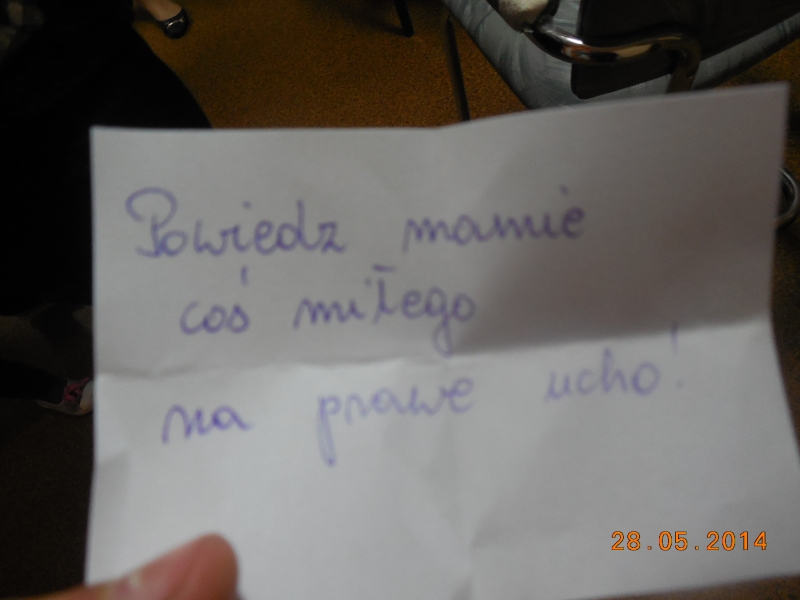 Powiedz mamie
coś miłego
na prawe ucho!
28.05.2014